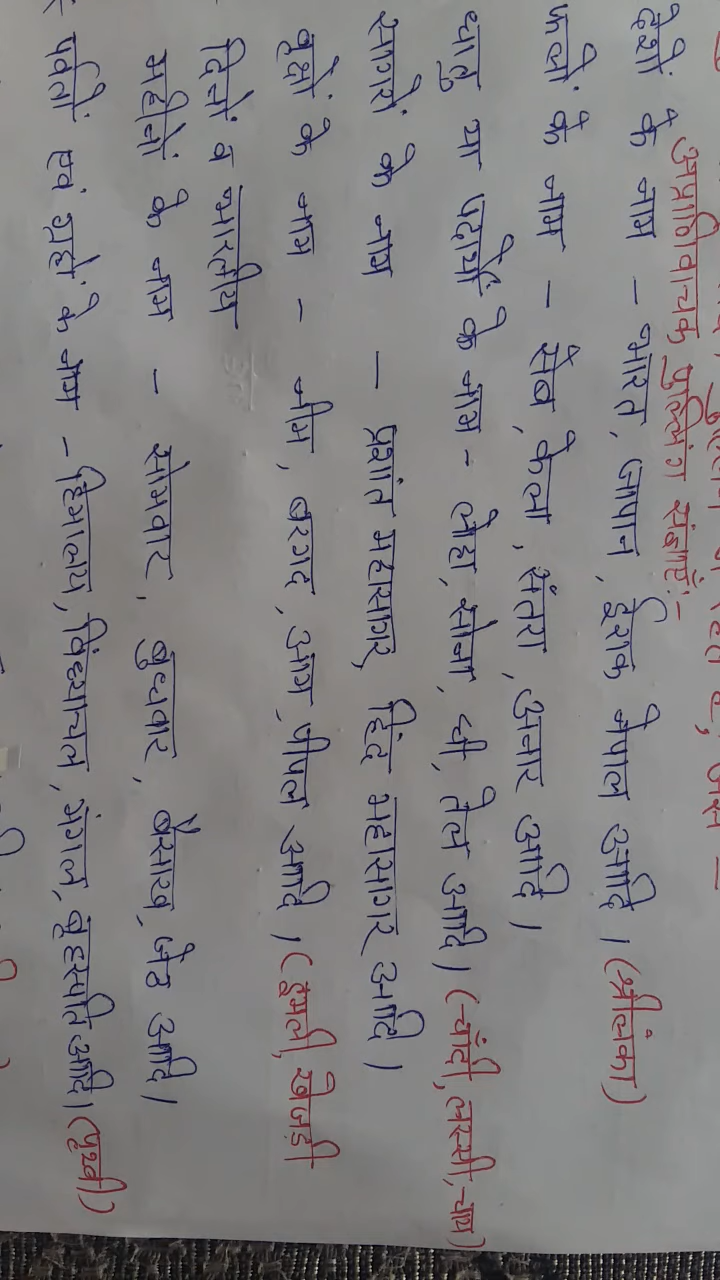 अप्राणिवाचक पुल्लिंग संज्ञाएँ:-
देशों के नाम - भारत, जापान, ईराक नेपाल आदि। (श्रीलंका)
फलों के नाम - सेब, केला, संतरा, अनार आदि।
धातु या पदार्थों के नाम - लोहा, सोना, घी, तेल आदि। (चाँदी, लस्सी, चाय)
सागरों के नाम - प्रशांत महासागर, हिंद महासागर आदि।
वृक्षों के नाम - नीम, बरगद, आम, पीपल आदि। (इमली, खेजड़ी
दिनों व भारतीय
महीनों के नाम - सोमवार, बुधवार, बैसाख, जेठ आदि।
पर्वतों एवं ग्रहों के नाम - हिमालय, विंध्याचल, मंगल, बृहस्पति आदि। (पृथ्वी)